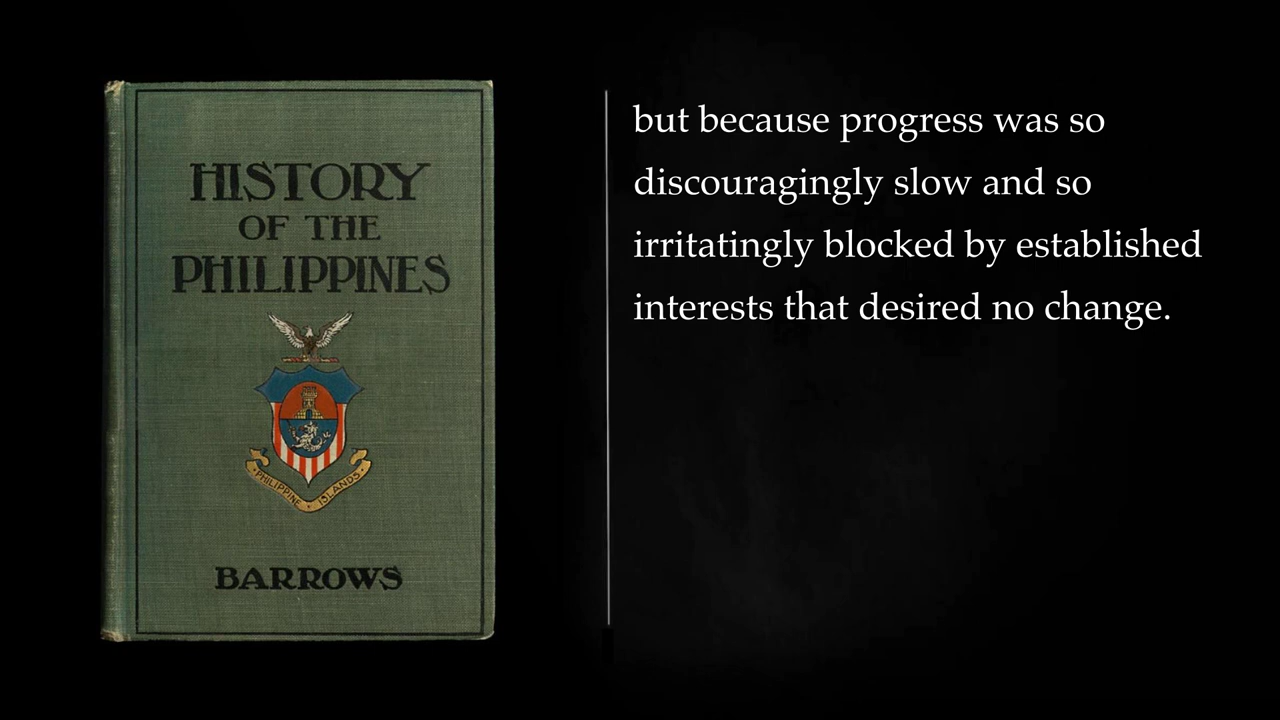 HISTORY
OF THE
PHILIPPINES
PHILIPPINE ISLANDS
BARROWS
but because progress was so
discouragingly slow and so
irritatingly blocked by established
interests that desired no change.